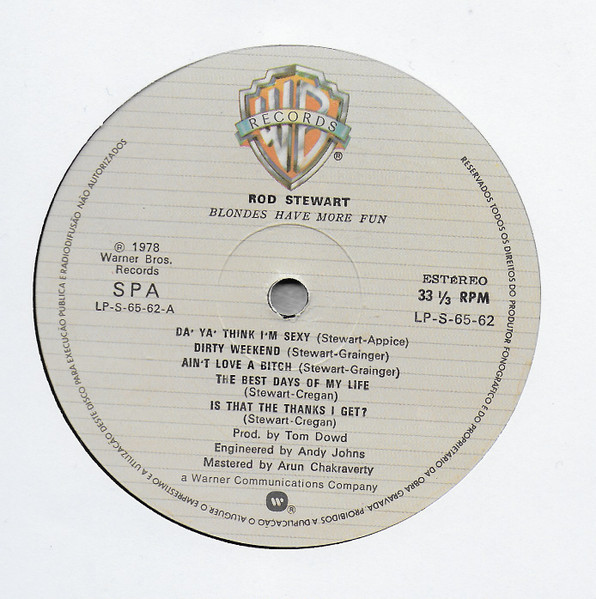 WB
RECORDS
®
ROD STEWART
BLONDES HAVE MORE FUN
℗ 1978
Warner Bros.
Records
SPA
LP-S-65-62-A
ESTéREO
33 1/3 RPM
LP-S-65-62
DA' YA' THINK I'M SEXY (Stewart-Appice)
DIRTY WEEKEND (Stewart-Grainger)
AIN'T LOVE A BITCH (Stewart-Grainger)
THE BEST DAYS OF MY LIFE
(Stewart-Cregan)
IS THAT THE THANKS I GET?
(Stewart-Cregan)
Prod. by Tom Dowd
Engineered by Andy Johns
Mastered by Arun Chakraverty
a Warner Communications Company
®
RESERVADOS TODOS OS DIREITOS DO PRODUTOR FONOGRÁFICO E DO PROPRIETARIO DA OBRA GRAVADA. PROIBIDOS A DUPLICAÇÃO O ALUGUER O EMPRESTIMO E A UTILIZAÇÃO DESTE DISCO PARA EXECUÇÃO PUBLICA E RADIODIFUSÃO NÃO AUTORIZADOS